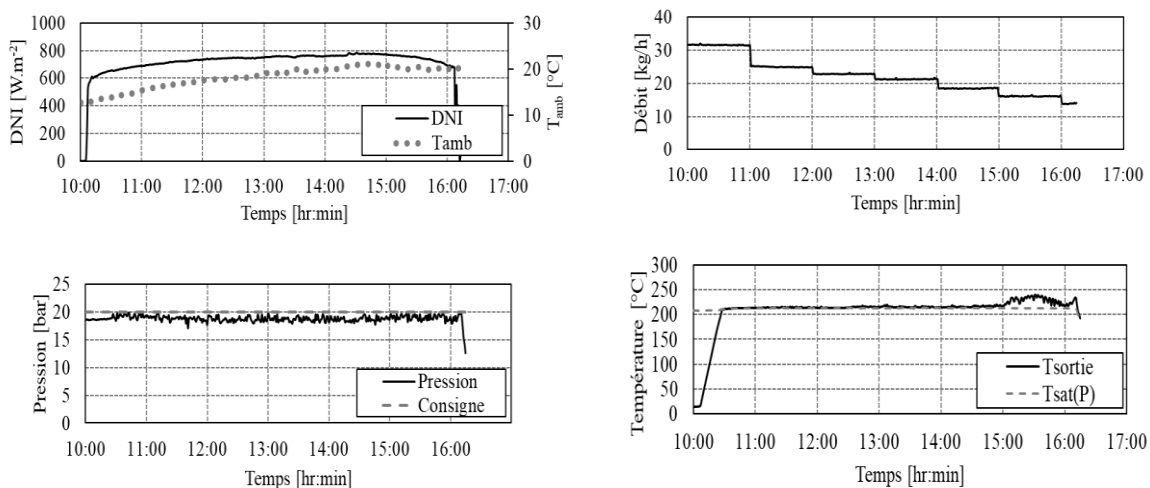 DNI [W.m-2]
1000
800
600
400
200
0
30
20
10
0
Tamb [°C]
DNI
Tamb
10:00 11:00 12:00 13:00 14:00 15:00 16:00 17:00
Temps [hr:min]
Débit [kg/h]
40
30
20
10
0
10:00 11:00 12:00 13:00 14:00 15:00 16:00 17:00
Temps [hr:min]
Pression [bar]
25
20
15
10
5
0
Pression
Consigne
10:00 11:00 12:00 13:00 14:00 15:00 16:00
Temps [hr:min]
Température [°C]
300
250
200
150
100
50
0
Tsortie
Tsat(P)
10:00 11:00 12:00 13:00 14:00 15:00 16:00 17:00
Temps [hr:min]